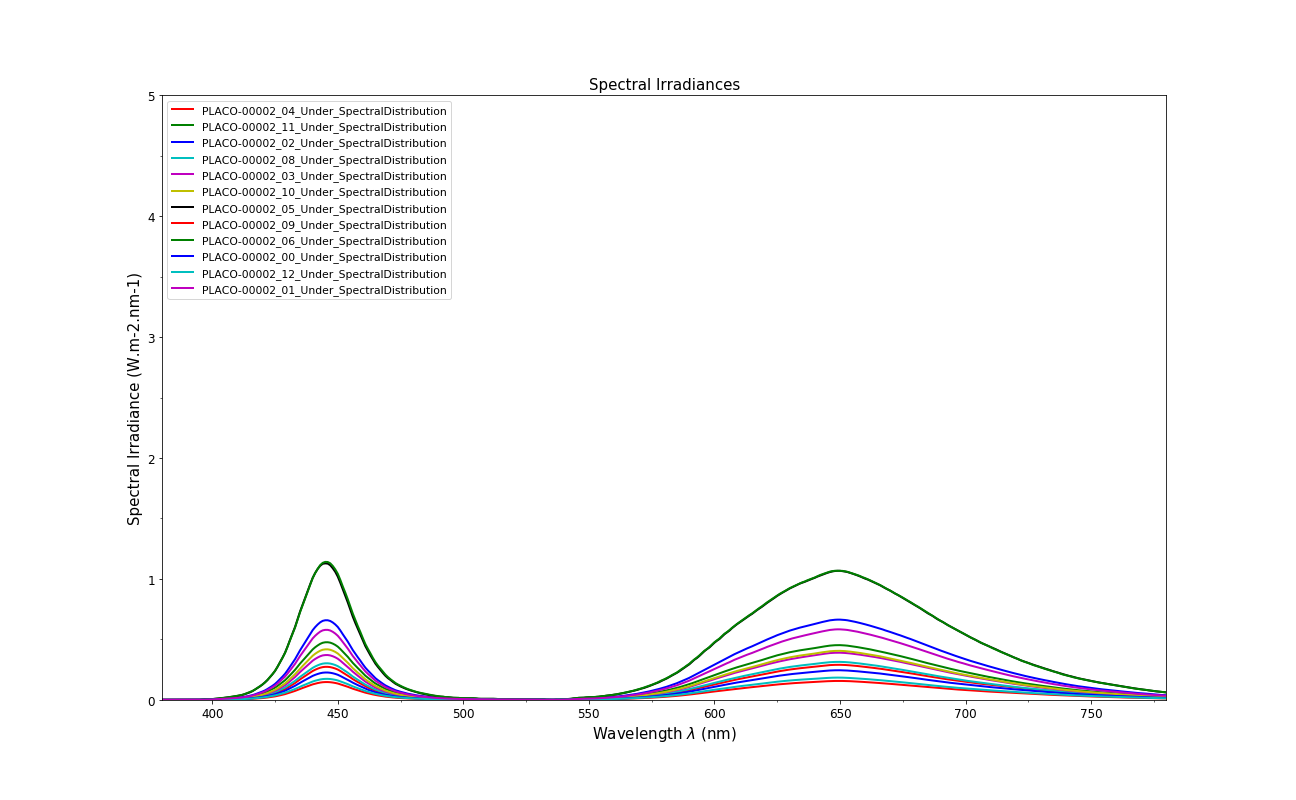 Spectral Irradiances
5
4
3
2
1
0
Spectral Irradiance (W.m-2.nm-1)
PLACO-00002_04_Under_SpectralDistribution
PLACO-00002_11_Under_SpectralDistribution
PLACO-00002_02_Under_SpectralDistribution
PLACO-00002_08_Under_SpectralDistribution
PLACO-00002_03_Under_SpectralDistribution
PLACO-00002_10_Under_SpectralDistribution
PLACO-00002_05_Under_SpectralDistribution
PLACO-00002_09_Under_SpectralDistribution
PLACO-00002_06_Under_SpectralDistribution
PLACO-00002_00_Under_SpectralDistribution
PLACO-00002_12_Under_SpectralDistribution
PLACO-00002_01_Under_SpectralDistribution
400 450 500 550 600 650 700 750
Wavelength λ (nm)